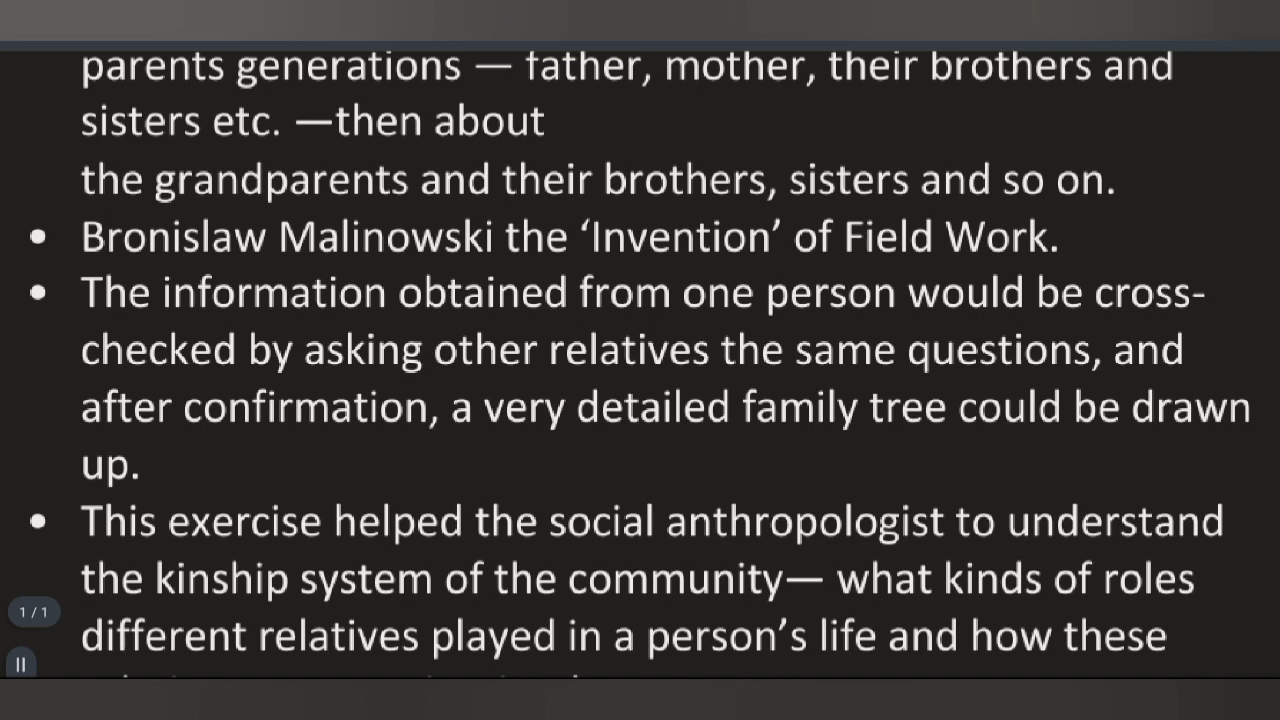 parents generations — father, mother, their brothers and
sisters etc. —then about
the grandparents and their brothers, sisters and so on.
• Bronislaw Malinowski the ‘Invention’ of Field Work.
• The information obtained from one person would be cross-
checked by asking other relatives the same questions, and
after confirmation, a very detailed family tree could be drawn
up.
• This exercise helped the social anthropologist to understand
the kinship system of the community— what kinds of roles
1 / 1
different relatives played in a person’s life and how these